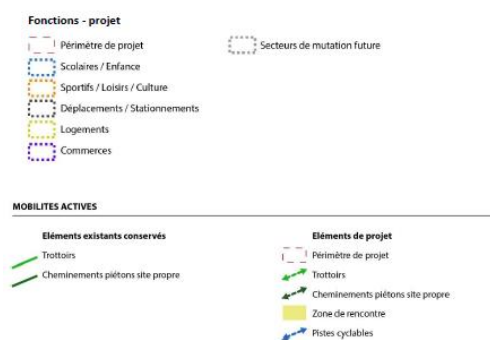 Fonctions - projet
Périmètre de projet
Secteurs de mutation future
Scolaires / Enfance
Sportifs / Loisirs / Culture
Déplacements / Stationnements
Logements
Commerces
MOBILITES ACTIVES
Eléments existants conservés
Trottoirs
Cheminements piétons site propre
Eléments de projet
Périmètre de projet
Trottoirs
Cheminements piétons site propre
Zone de rencontre
Pistes cyclables